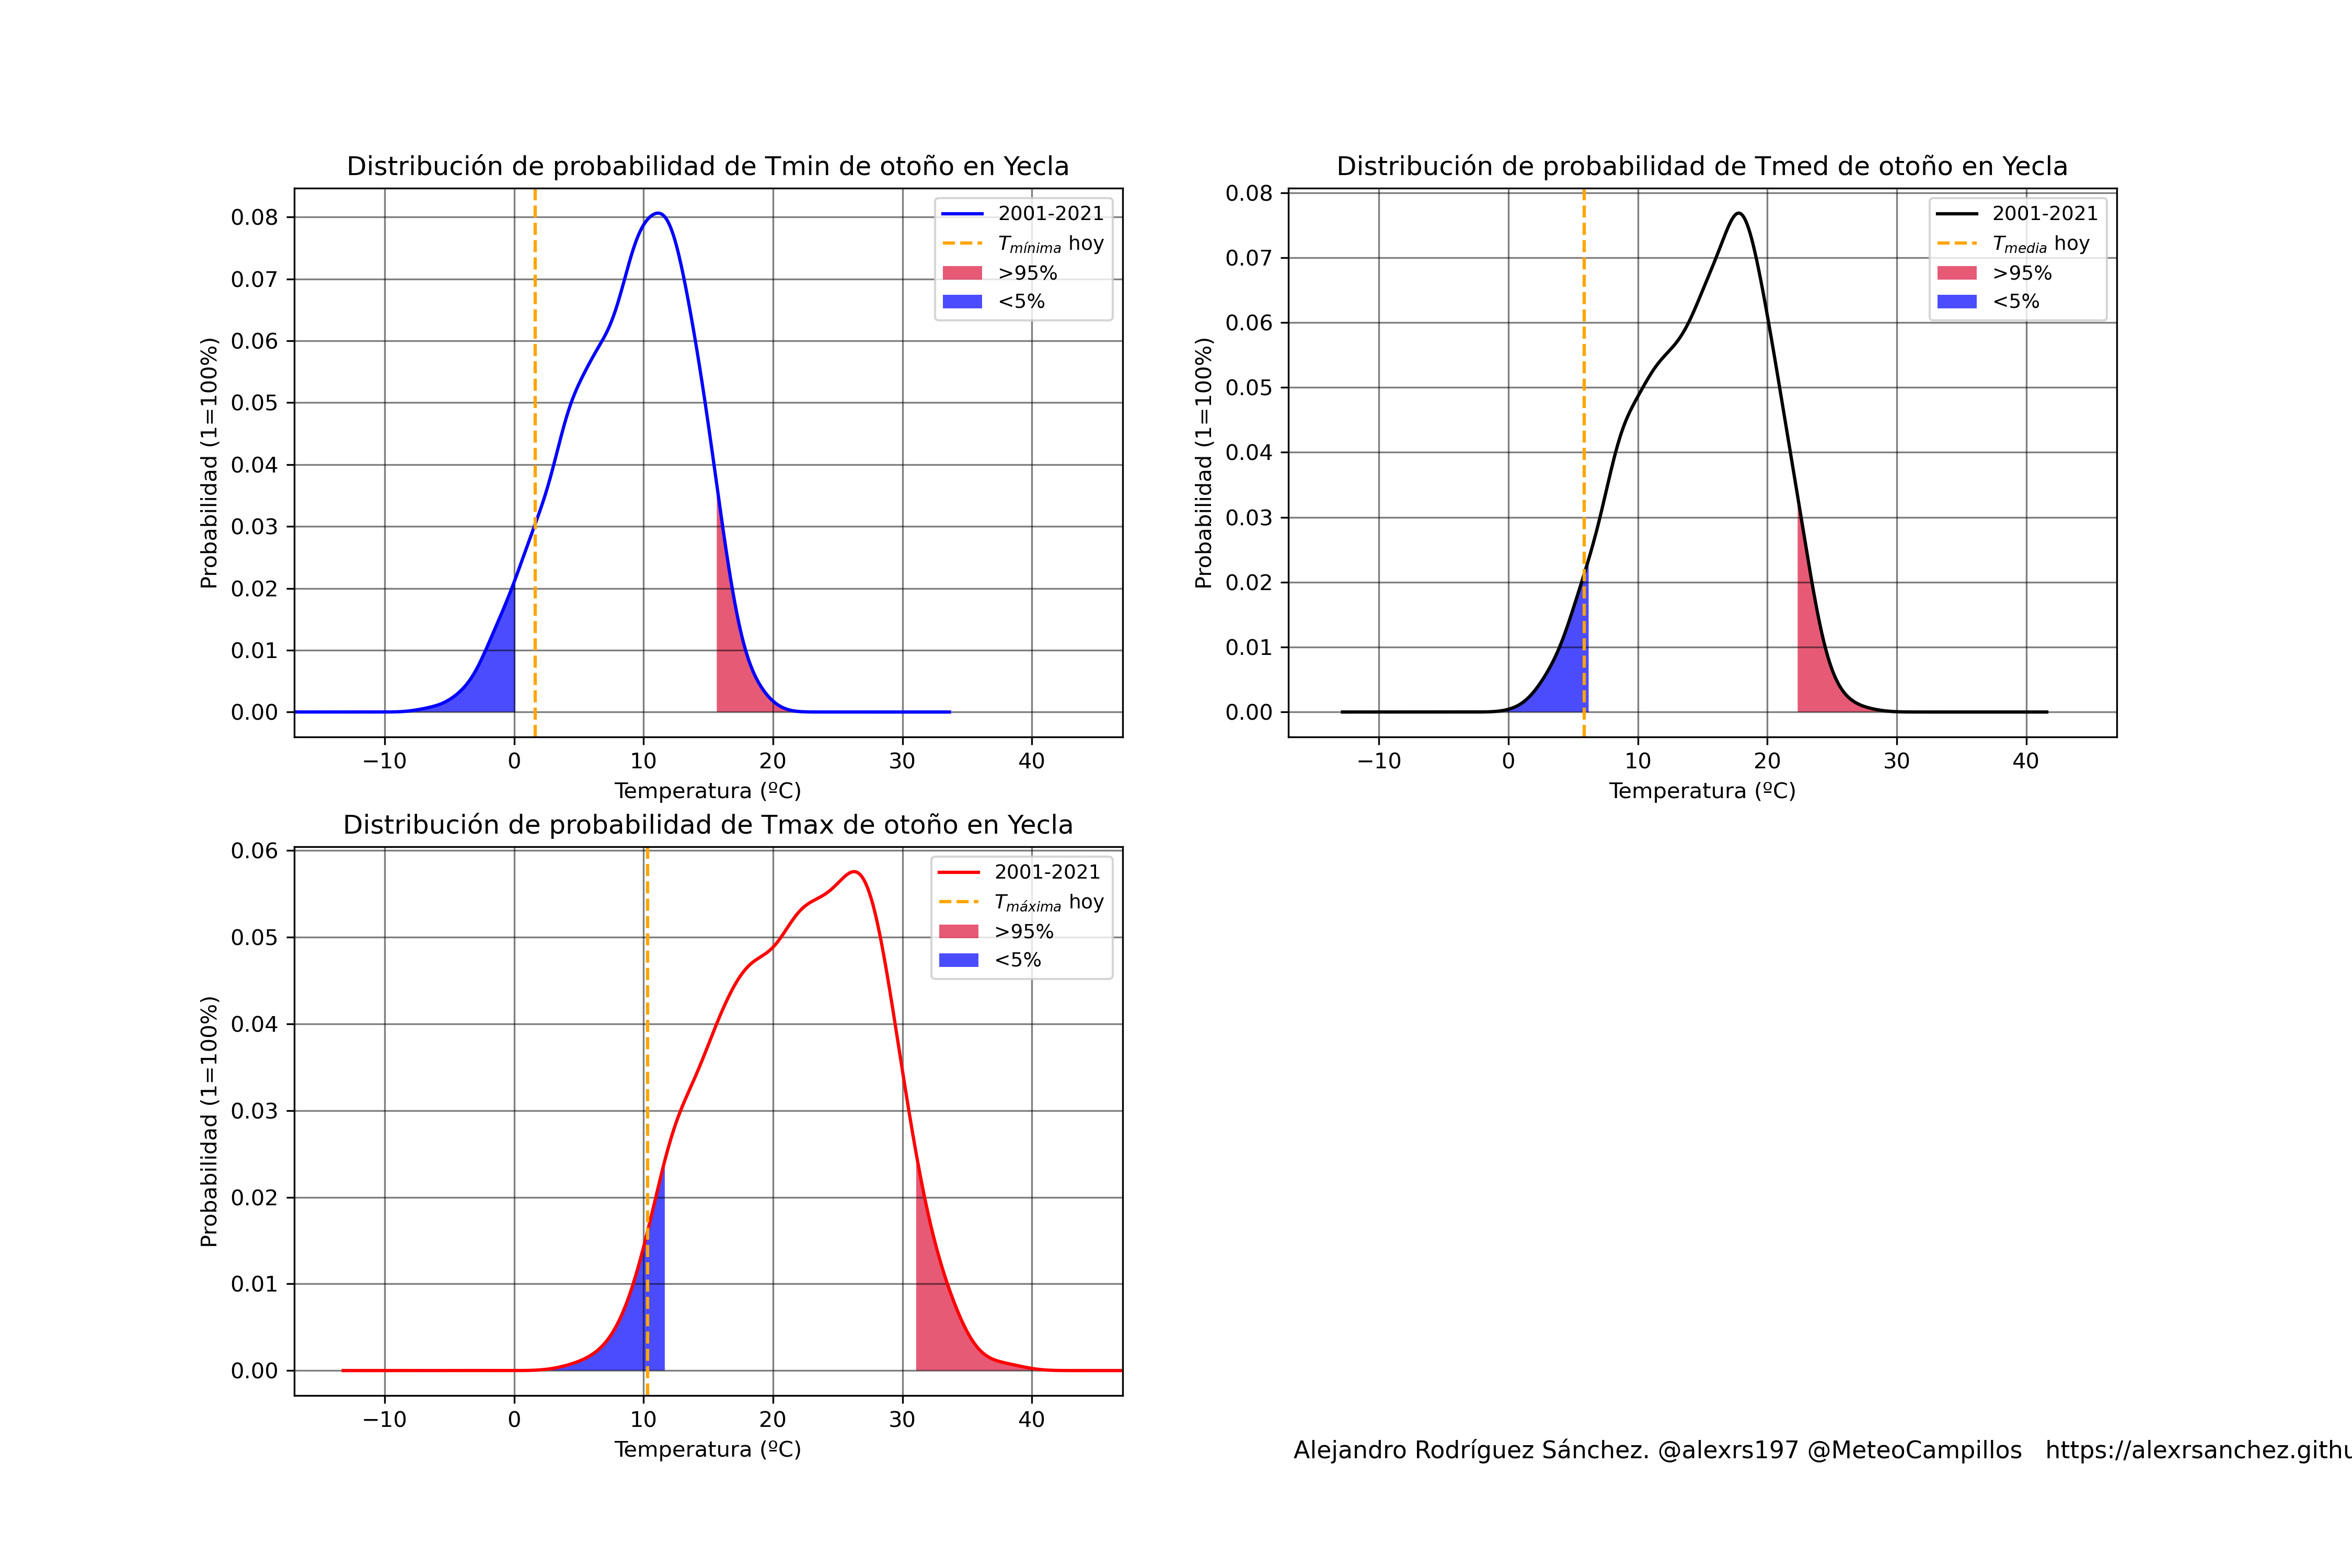 Distribución de probabilidad de Tmin de otoño en Yecla
0.08
0.07
0.06
0.05
0.04
0.03
0.02
0.01
0.00
Probabilidad (1=100%)
2001-2021
Tmínima hoy
>95%
<5%
−10 0 10 20 30 40
Temperatura (ºC)
Distribución de probabilidad de Tmed de otoño en Yecla
0.08
0.07
0.06
0.05
0.04
0.03
0.02
0.01
0.00
Probabilidad (1=100%)
2001-2021
Tmedia hoy
>95%
<5%
−10 0 10 20 30 40
Temperatura (ºC)
Distribución de probabilidad de Tmax de otoño en Yecla
0.06
0.05
0.04
0.03
0.02
0.01
0.00
Probabilidad (1=100%)
2001-2021
Tmáxima hoy
>95%
<5%
−10 0 10 20 30 40
Temperatura (ºC)
Alejandro Rodríguez Sánchez. @alexrs197 @MeteoCampillos https://alexrsanchez.githu